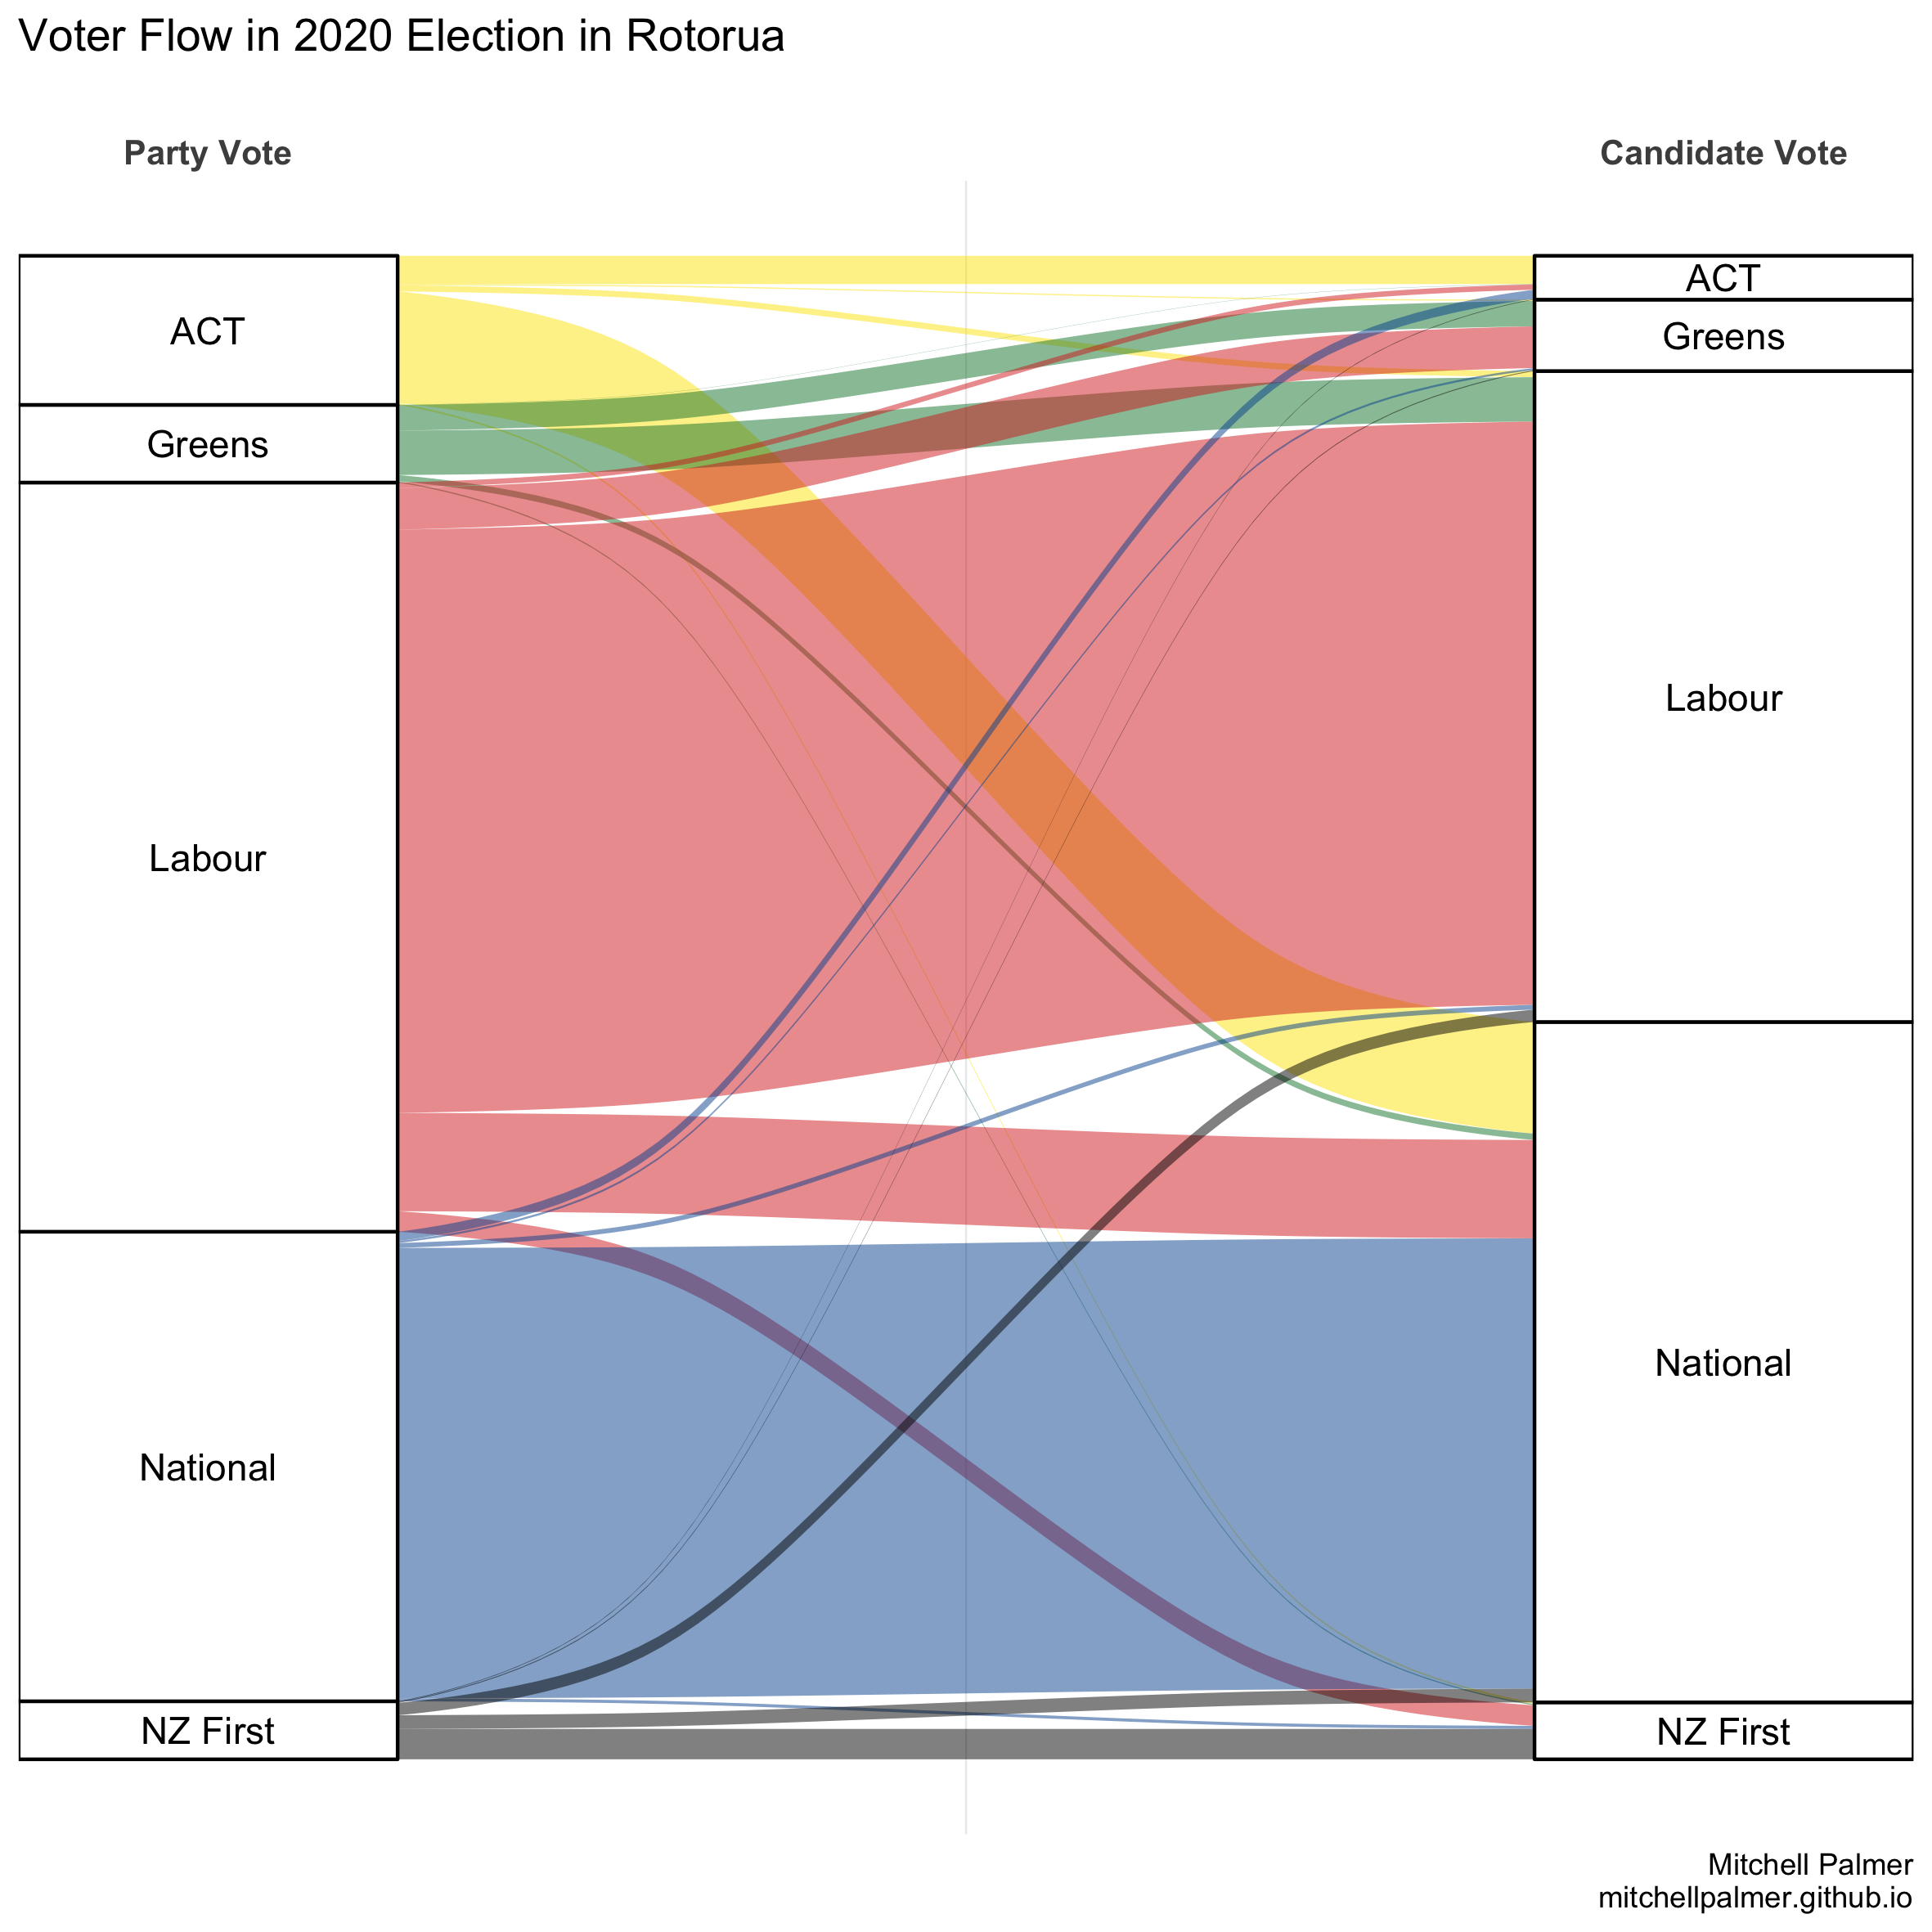 Voter Flow in 2020 Election in Rotorua
Party Vote
Candidate Vote
ACT
Greens
Labour
National
NZ First
ACT
Greens
Labour
National
NZ First
Mitchell Palmer
mitchellpalmer.github.io